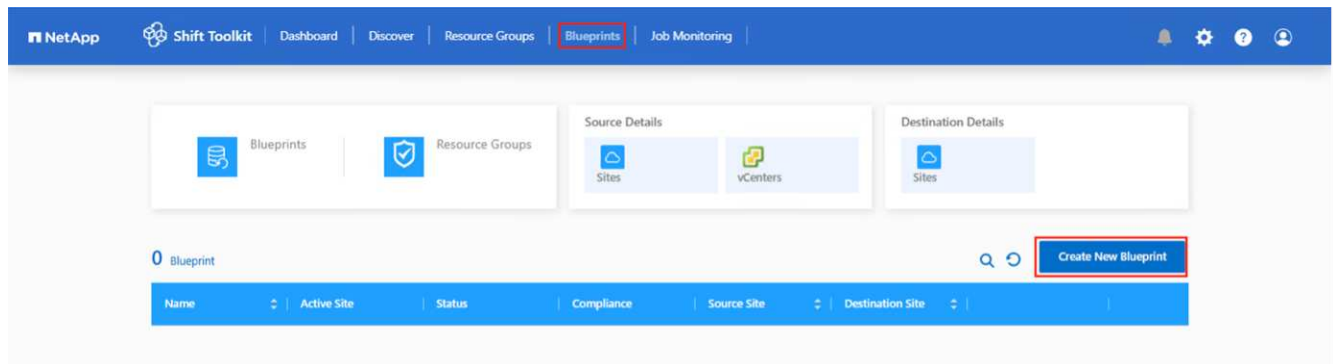 NetApp Shift Toolkit Dashboard Discover Resource Groups Blueprints Job Monitoring ?
Source Details Destination Details
Blueprints Resource Groups
Sites vCenters Sites
0 Blueprint Create New Blueprint
Name Active Site Status Compliance Source Site Destination Site